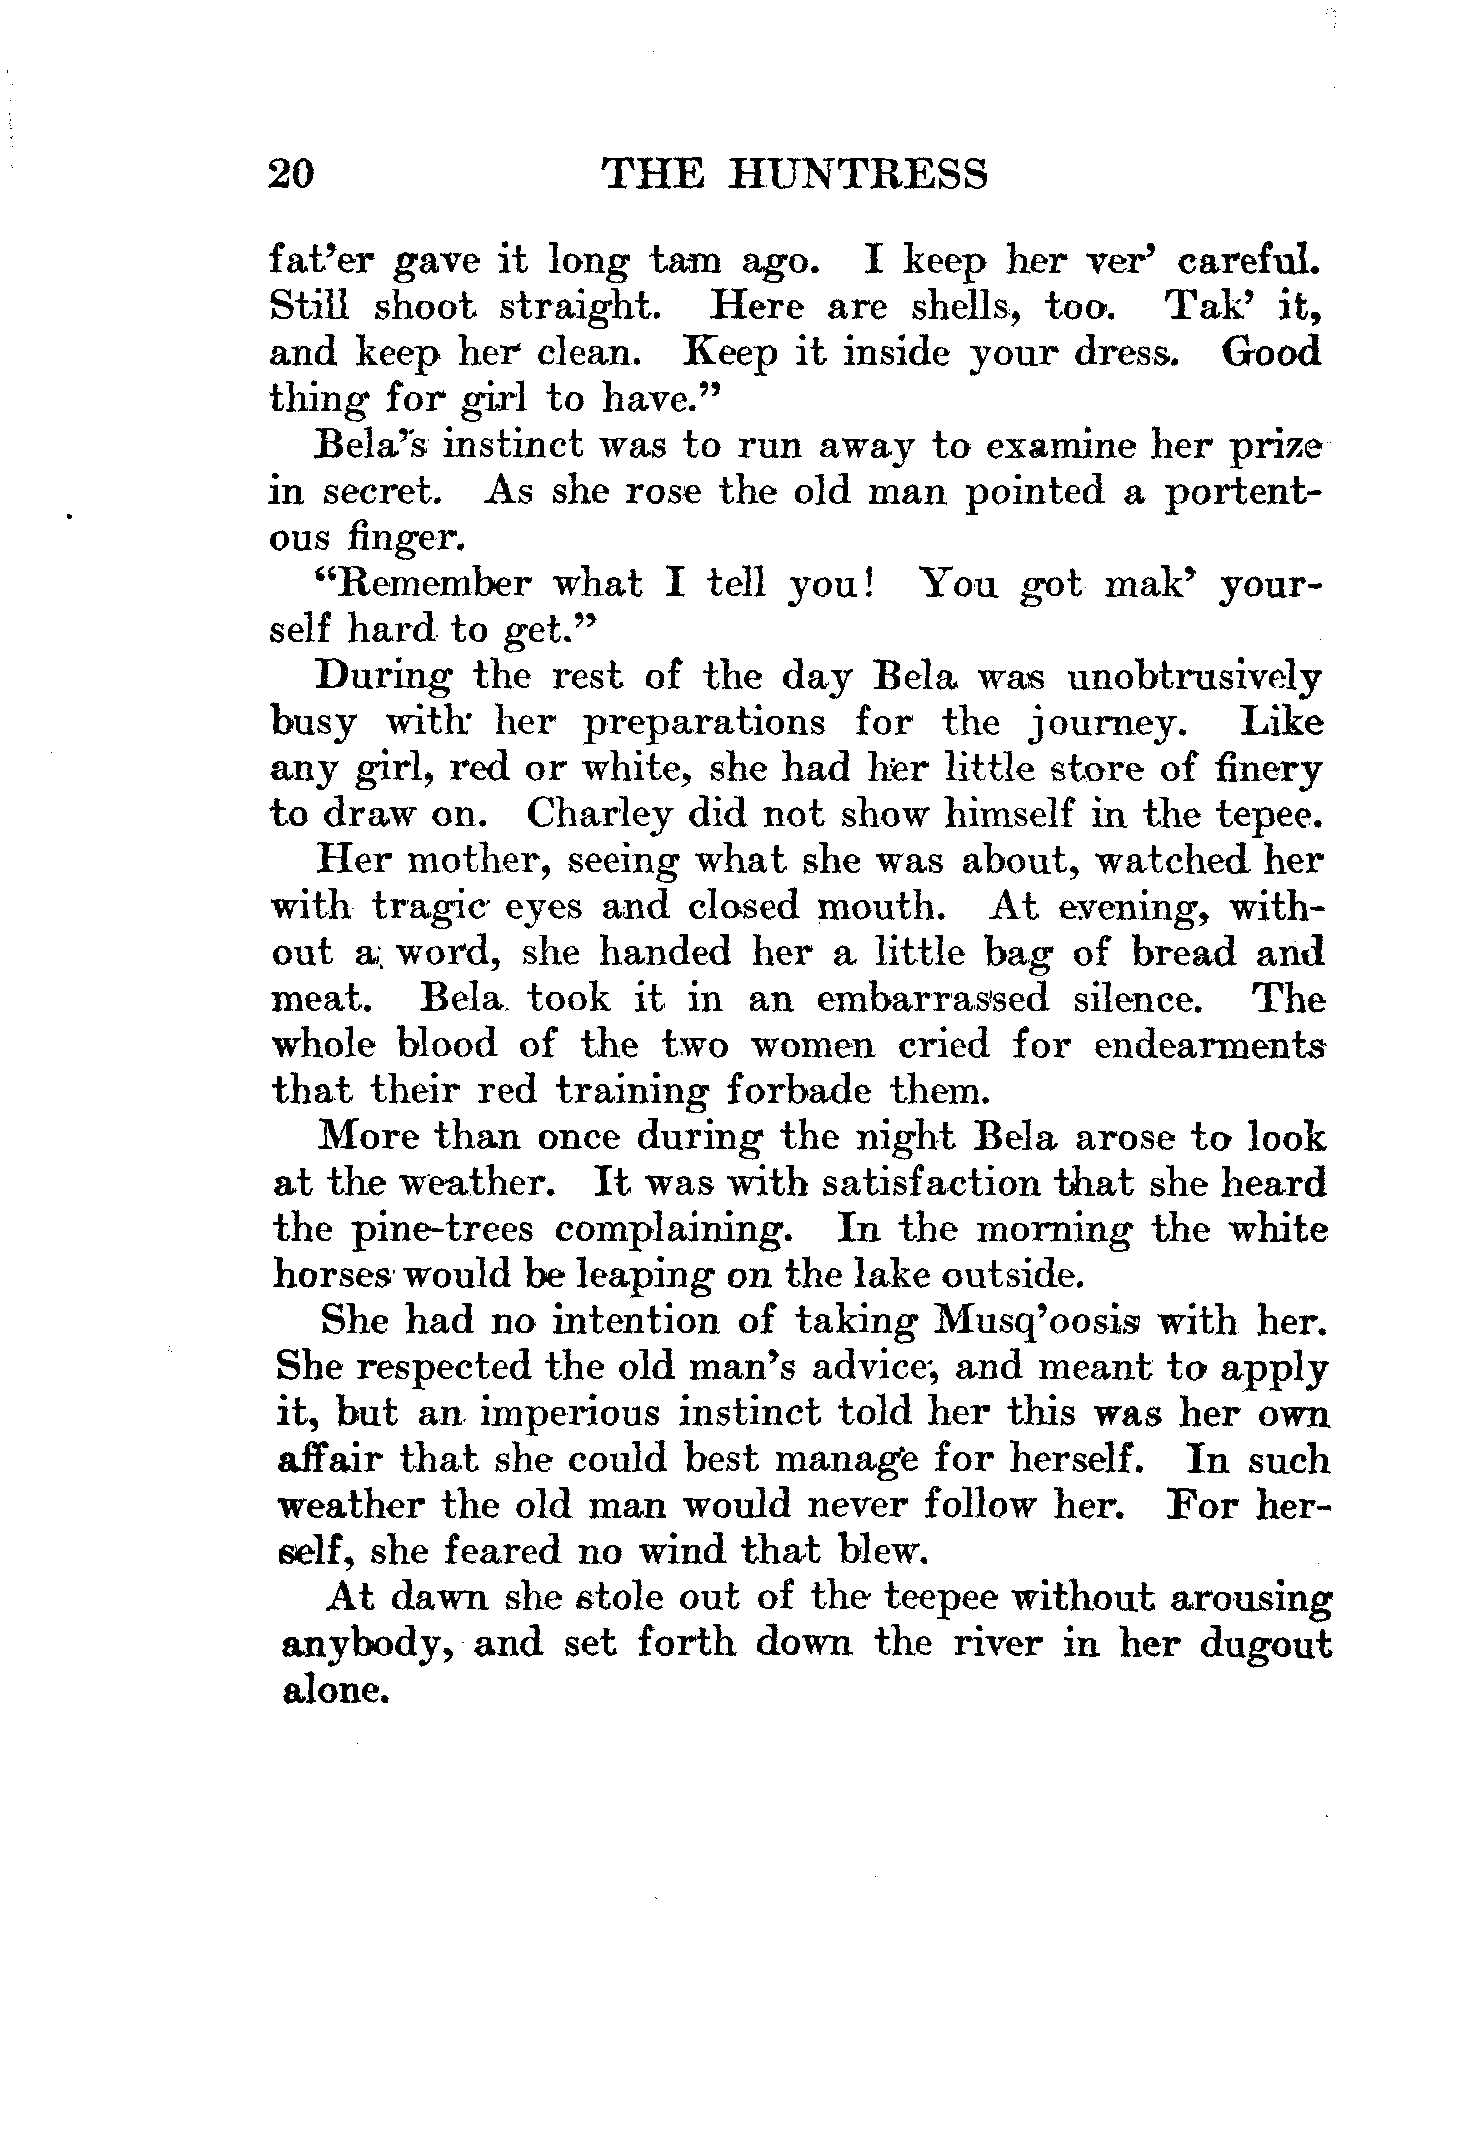 20 THE HUNTRESS
fat'er gave it long tam ago. I keep her ver' careful.
Still shoot straight. Here are shells, too. Tak' it,
and keep her clean. Keep it inside your dress. Good
thing for girl to have."
Bela's instinct was to run away to examine her prize
in secret. As she rose the old man pointed a portent-
ous finger.
"Remember what I tell you! You got mak' your-
self hard to get."
During the rest of the day Bela was unobtrusively
busy with her preparations for the journey. Like
any girl, red or white, she had her little store of finery
to draw on. Charley did not show himself in the tepee.
Her mother, seeing what she was about, watched her
with tragic eyes and closed mouth. At evening, with-
out a word, she handed her a little bag of bread and
meat. Bela took it in an embarrassed silence. The
whole blood of the two women cried for endearments
that their red training forbade them.
More than once during the night Bela arose to look
at the weather. It was with satisfaction that she heard
the pine-trees complaining. In the morning the white
horses would be leaping on the lake outside.
She had no intention of taking Musq'oosis with her.
She respected the old man's advice, and meant to apply
it, but an imperious instinct told her this was her own
affair that she could best manage for herself. In such
weather the old man would never follow her. For her-
self, she feared no wind that blew.
At dawn she stole out of the teepee without arousing
anybody, and set forth down the river in her dugout
alone.